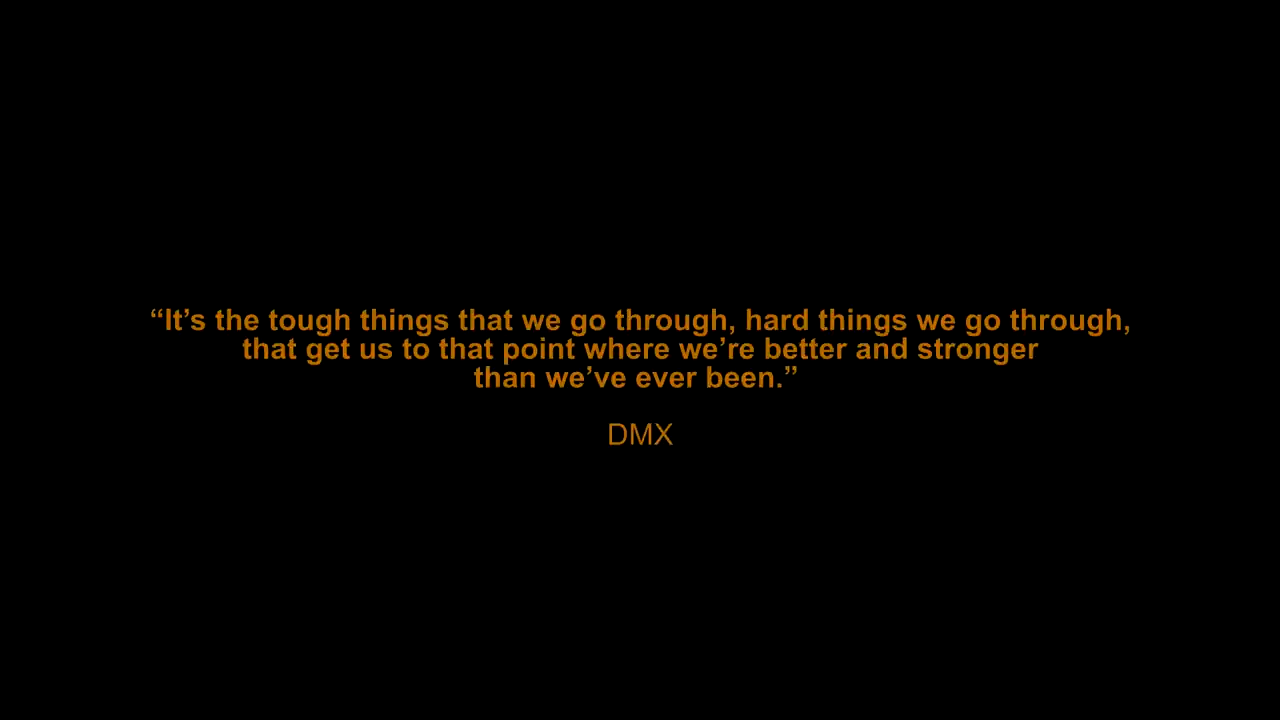 “It’s the tough things that we go through, hard things we go through,
that get us to that point where we’re better and stronger
than we’ve ever been.”
DMX